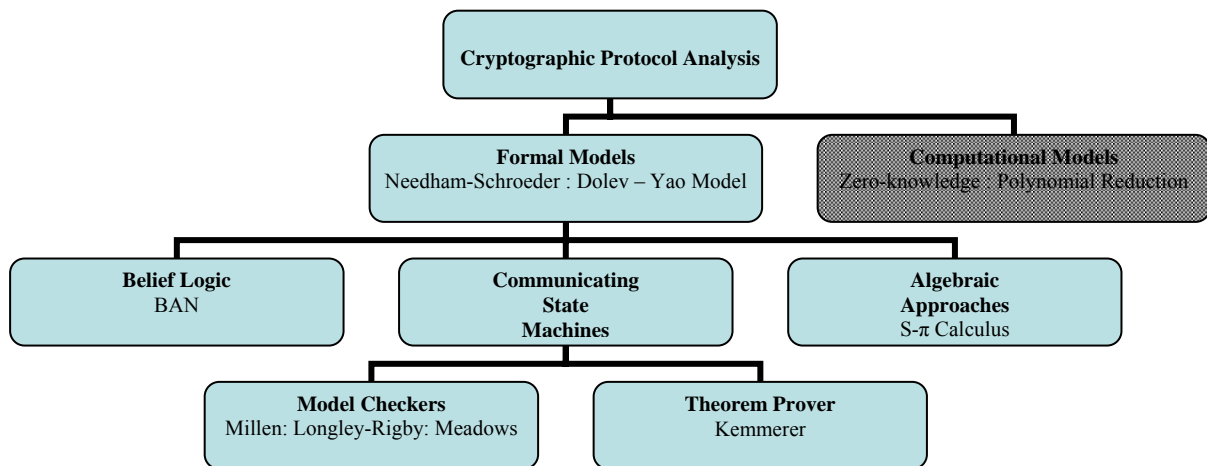 Cryptographic Protocol Analysis
Formal Models
Needham-Schroeder : Dolev – Yao Model
Computational Models
Zero-knowledge : Polynomial Reduction
Belief Logic
BAN
Communicating
State
Machines
Algebraic
Approaches
S-π Calculus
Model Checkers
Millen: Longley-Rigby: Meadows
Theorem Prover
Kemmerer